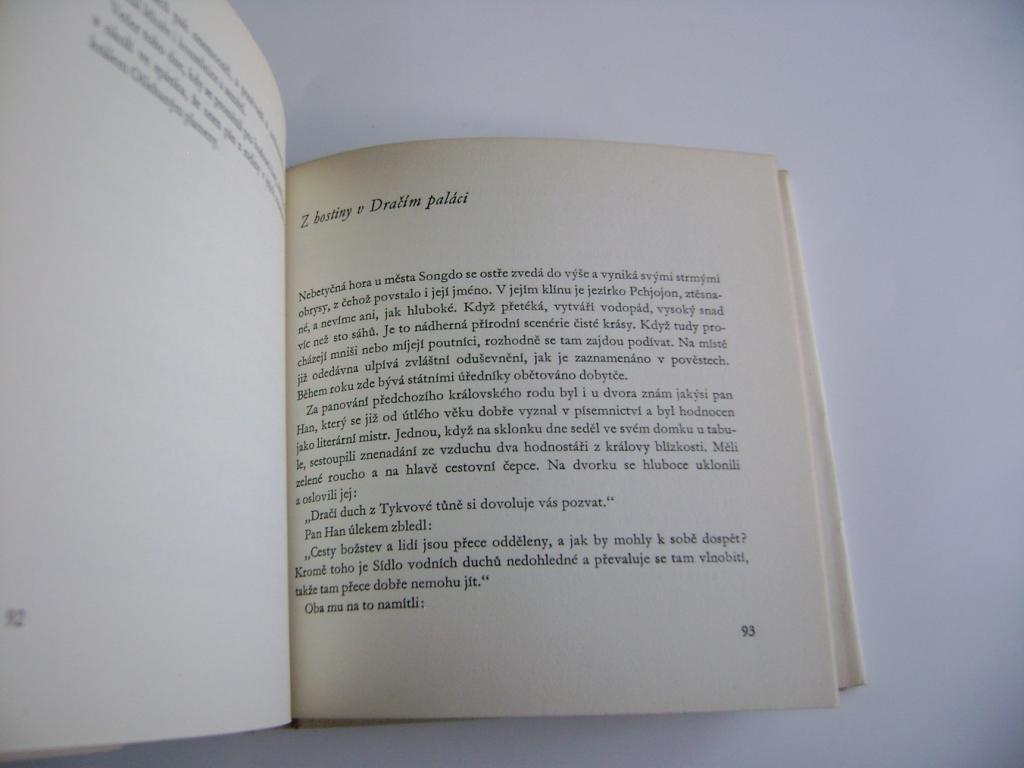 92
Z hostiny v Dračím paláci
Nebetyčná hora u města Songdo se ostře zvedá do výše a vyniká svými strmými
obrysy, z čehož povstalo i její jméno. V jejím klínu je jezírko Pchjojon, ztěsna-
né, a nevíme ani, jak hluboké. Když přetéká, vytváří vodopád, vysoký snad
víc než sto sáhů. Je to nádherná přírodní scenérie čisté krásy. Když tudy pro-
cházejí mniši nebo míjejí poutníci, rozhodně se tam zajdou podívat. Na místě
již odedávna ulpívá zvláštní oduševnění, jak je zaznamenáno v pověstech.
Během roku zde bývá státními úředníky obětováno dobytče.
Za panování předchozího královského rodu byl i u dvora znám jakýsi pan
Han, který se již od útlého věku dobře vyznal v písemnictví a byl hodnocen
jako literární mistr. Jednou, když na sklonku dne seděl ve svém domku u tabu-
le, sestoupili znenadání ze vzduchu dva hodnostáři z královy blízkosti. Měli
zelené roucho a na hlavě cestovní čepce. Na dvorku se hluboce uklonili
a oslovili jej:
„Dračí duch z Tykvové tůně si dovoluje vás pozvat.“
Pan Han úlekem zbledl:
„Cesty božstev a lidí jsou přece odděleny, a jak by mohly k sobě dospět?
Kromě toho je Sídlo vodních duchů nedohledné a převaluje se tam vlnobití,
takže tam přece dobře nemohu jít.“
Oba mu na to namítli:
93